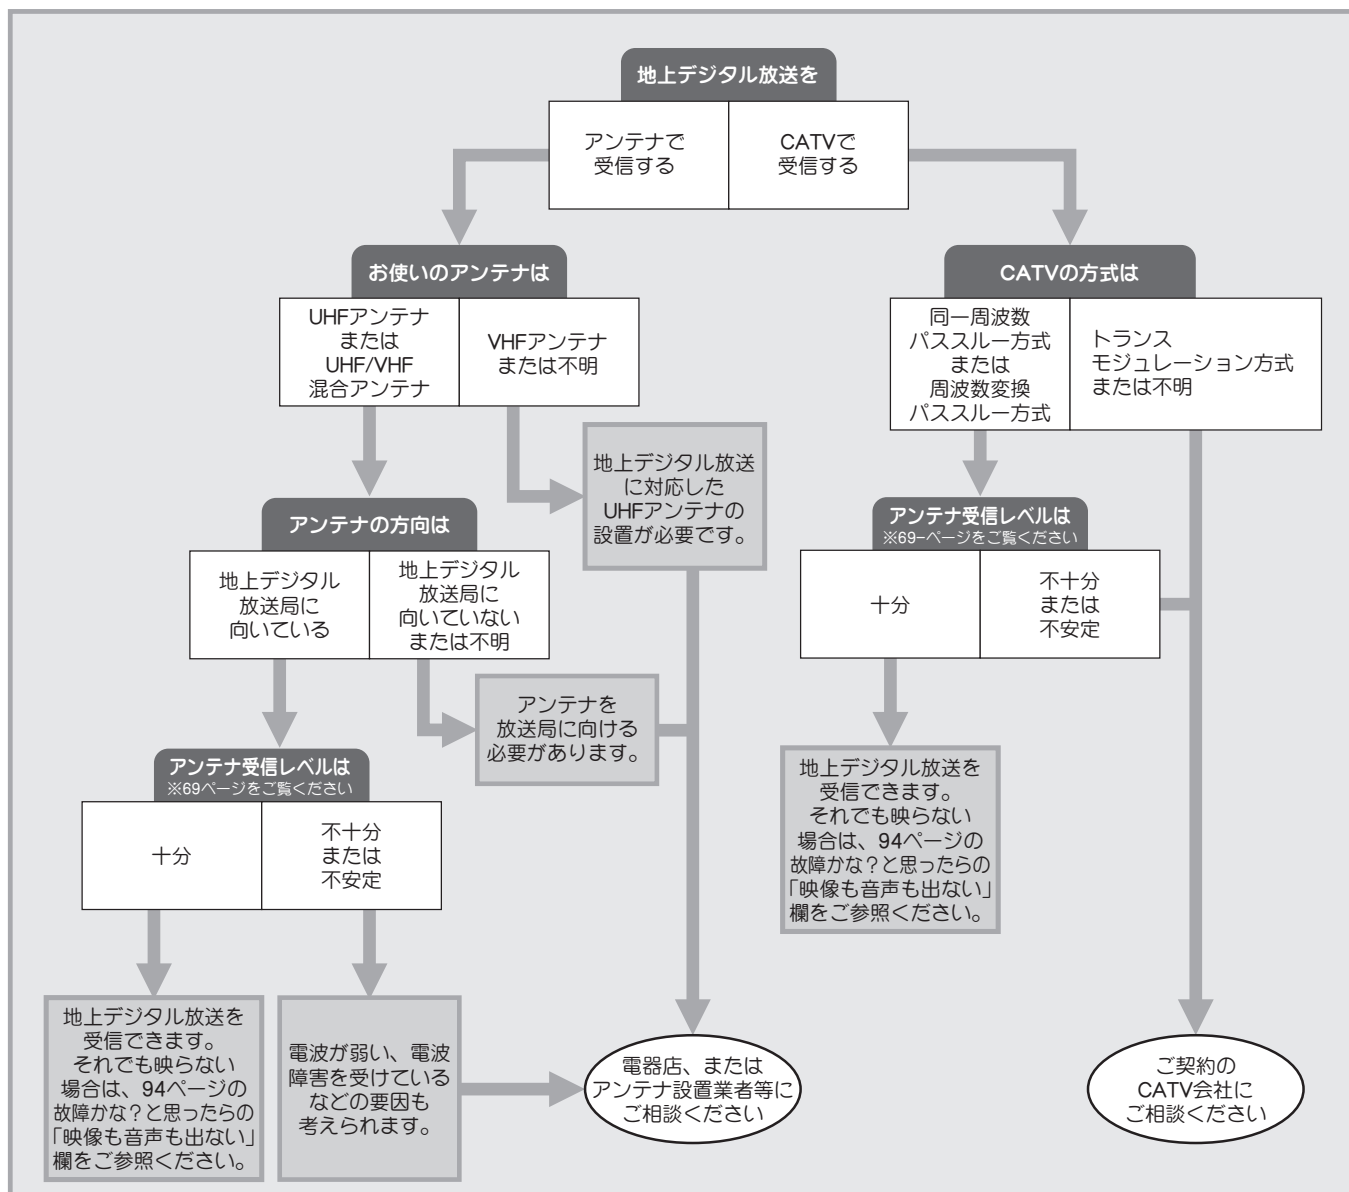 地上デジタル放送を
アンテナで
受信する
CATVで
受信する
お使いのアンテナは
UHFアンテナ
または
UHF/VHF
混合アンテナ
VHFアンテナ
または不明
CATVの方式は
同一周波数
パススルー方式
または
周波数変換
パススルー方式
トランス
モジュレーション方式
または不明
地上デジタル放送
に対応した
UHFアンテナの
設置が必要です。
アンテナの方向は
地上デジタル
放送局に
向いている
地上デジタル
放送局に
向いていない
または不明
アンテナ受信レベルは
※69-ページをご覧ください
十分
不十分
または
不安定
アンテナを
放送局に向ける
必要があります。
アンテナ受信レベルは
※69ページをご覧ください
十分
不十分
または
不安定
地上デジタル放送を
受信できます。
それでも映らない
場合は、94ページの
故障かな？と思ったらの
「映像も音声も出ない」
欄をご参照ください。
地上デジタル放送を
受信できます。
それでも映らない
場合は、94ページの
故障かな？と思ったらの
「映像も音声も出ない」
欄をご参照ください。
電波が弱い、電波
障害を受けている
などの要因も
考えられます。
電器店、または
アンテナ設置業者等に
ご相談ください
ご契約の
CATV会社に
ご相談ください